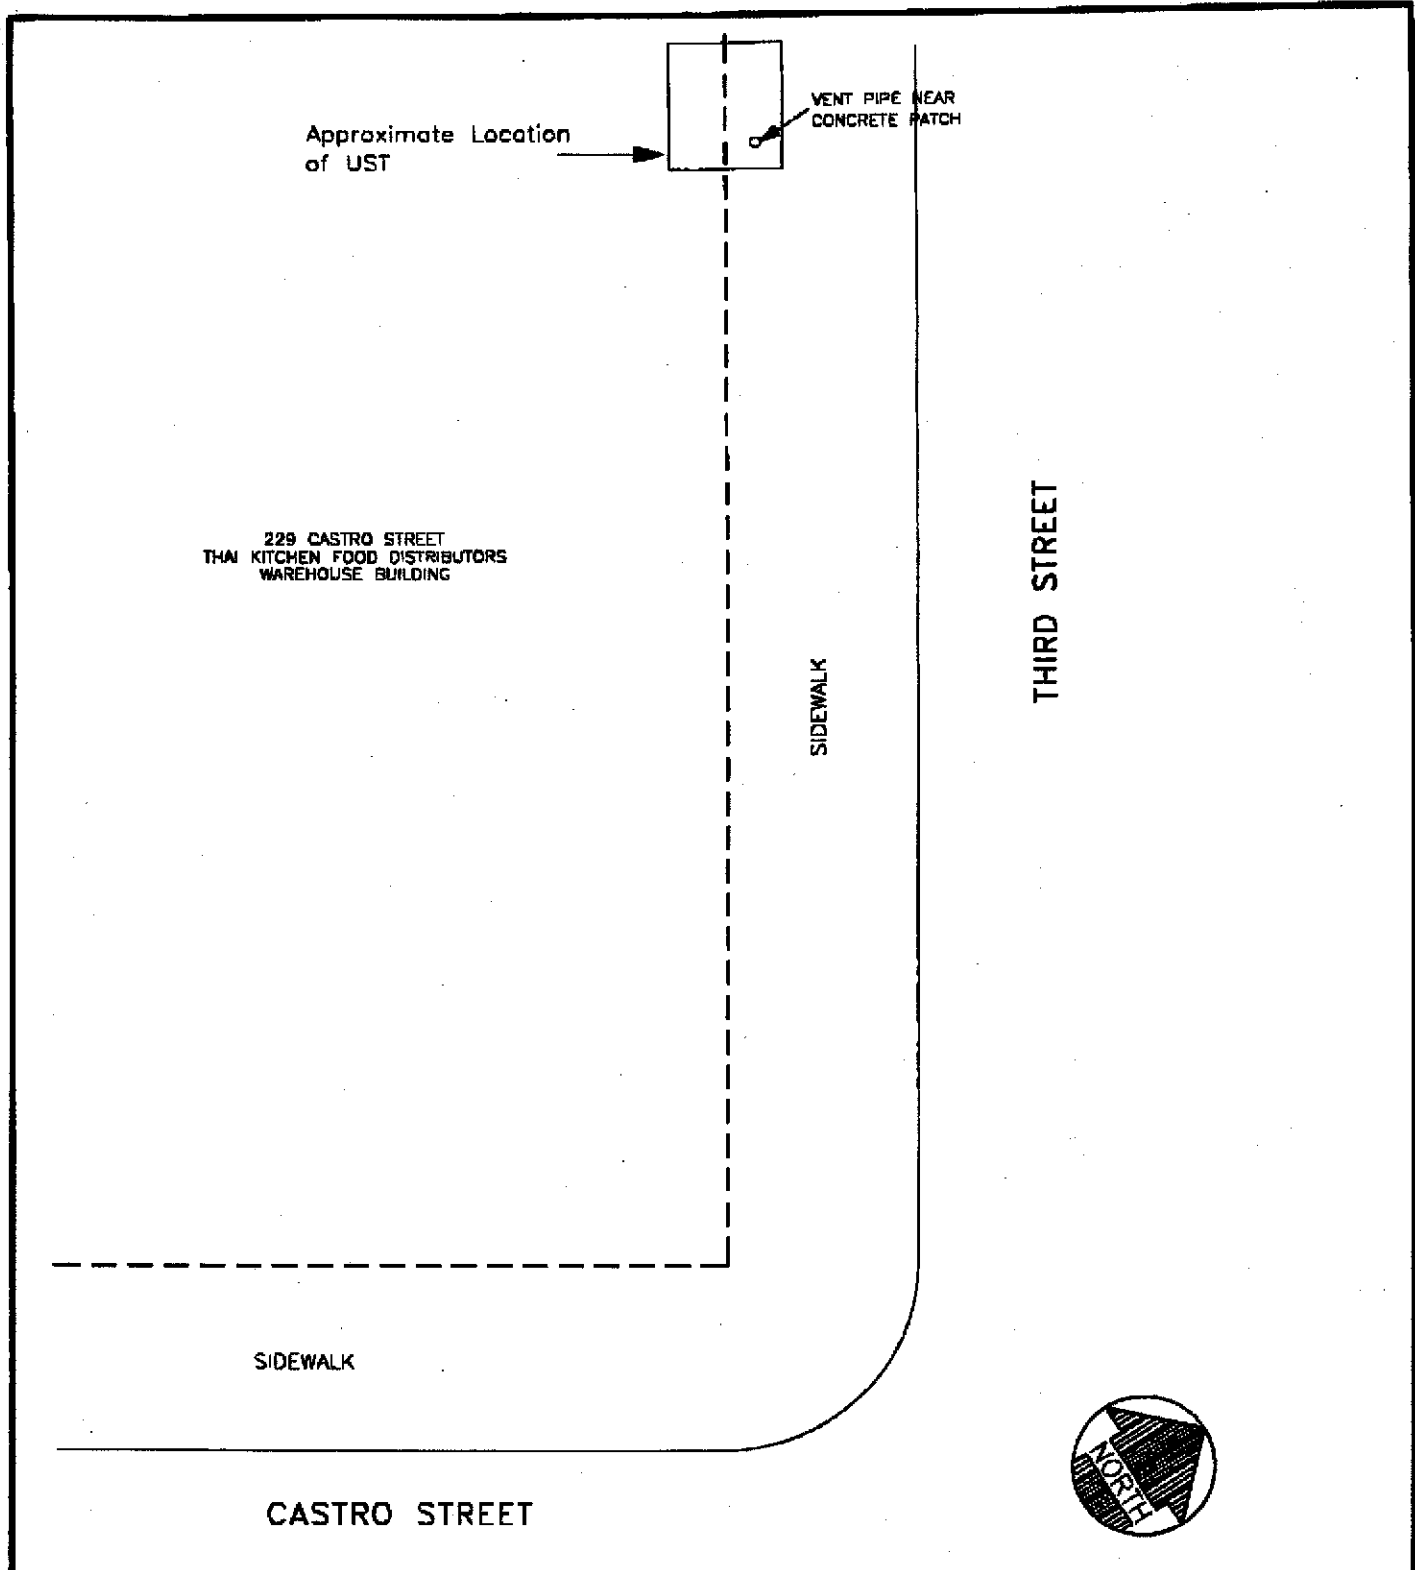 VENT PIPE NEAR
CONCRETE PATCH
Approximate Location
of UST
229 CASTRO STREET
THAI KITCHEN FOOD DISTRIBUTORS
WAREHOUSE BUILDING
THIRD STREET
SIDEWALK
SIDEWALK
CASTRO STREET
NORTH